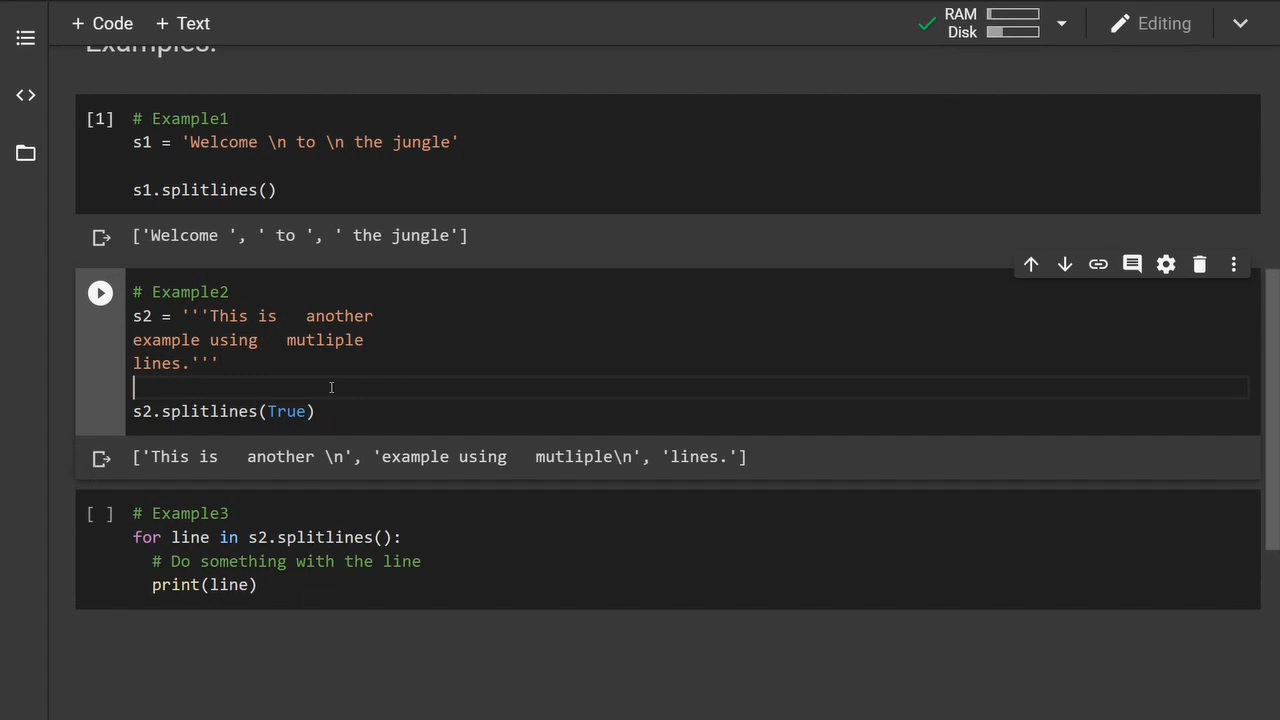 + Code + Text
RAM
Disk
Editing
Examples:
[1] # Example1
s1 = 'Welcome \n to \n the jungle'
s1.splitlines()
['Welcome ', ' to ', ' the jungle']
# Example2
s2 = '''This is   another
example using   mutliple
lines.'''
s2.splitlines(True)
['This is   another \n', 'example using   mutliple\n', 'lines.']
[ ] # Example3
for line in s2.splitlines():
  # Do something with the line
  print(line)